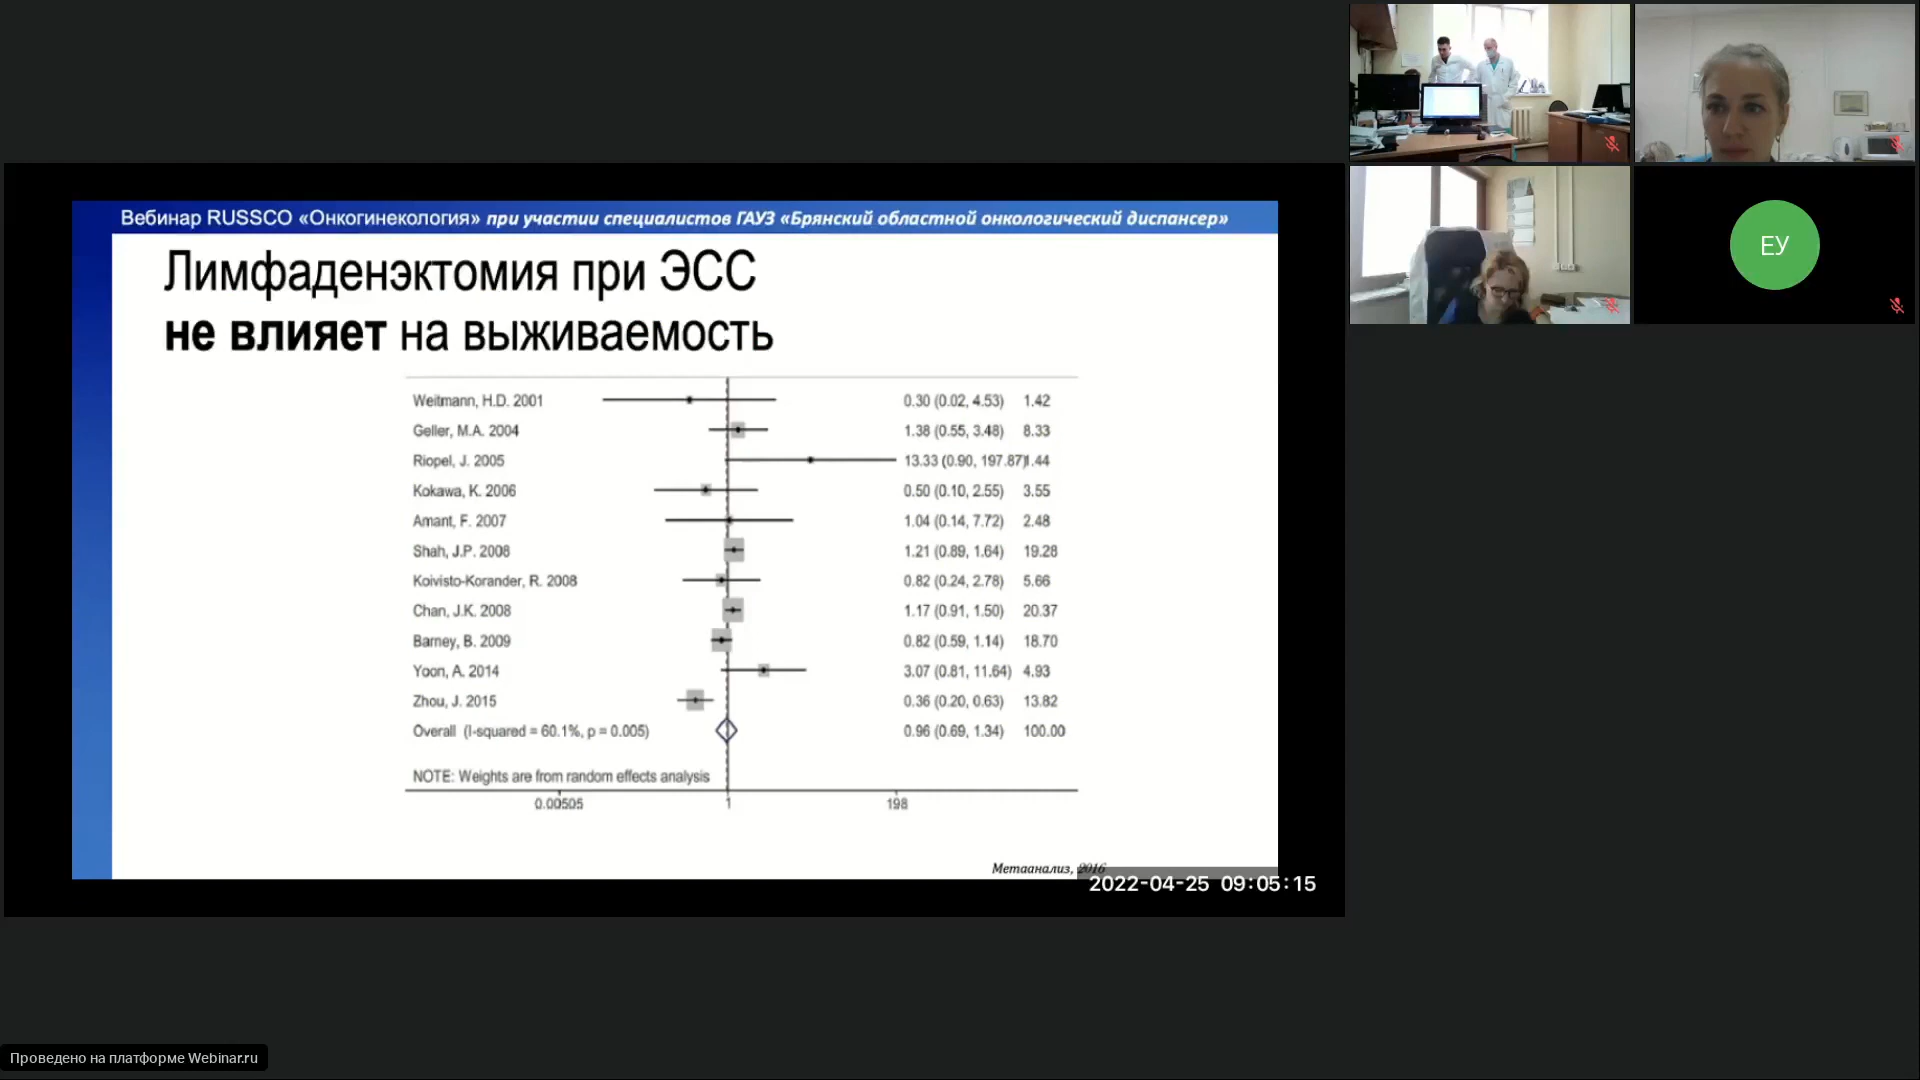 Вебинар RUSSCO «Онкогинекология» при участии специалистов ГАУЗ «Брянский областной онкологический диспансер»
Лимфаденэктомия при ЭСС
не влияет на выживаемость
Weitmann, H.D. 2001 0.30 (0.02, 4.53) 1.42
Geller, M.A. 2004 1.38 (0.55, 3.48) 8.33
Riopel, J. 2005 13.33 (0.90, 197.87) 1.44
Kokawa, K. 2006 0.50 (0.10, 2.55) 3.55
Amant, F. 2007 1.04 (0.14, 7.72) 2.48
Shah, J.P. 2008 1.21 (0.89, 1.64) 19.28
Koivisto-Korander, R. 2008 0.82 (0.24, 2.78) 5.66
Chan, J.K. 2008 1.17 (0.91, 1.50) 20.37
Barney, B. 2009 0.82 (0.59, 1.14) 18.70
Yoon, A. 2014 3.07 (0.81, 11.64) 4.93
Zhou, J. 2015 0.36 (0.20, 0.63) 13.82
Overall (I-squared = 60.1%, p = 0.005) 0.96 (0.69, 1.34) 100.00
NOTE: Weights are from random effects analysis
0.00505 1 198
Метаанализ, 2016
2022-04-25 09:05:15
ЕУ
Проведено на платформе Webinar.ru